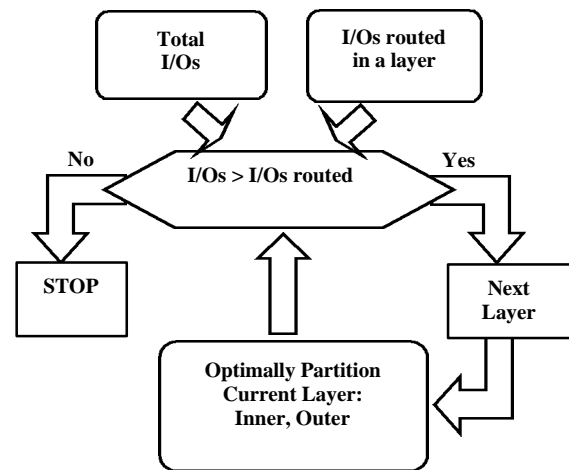 Total
I/Os
I/Os routed
in a layer
No
Yes
I/Os > I/Os routed
STOP
Next
Layer
Optimally Partition
Current Layer:
Inner, Outer